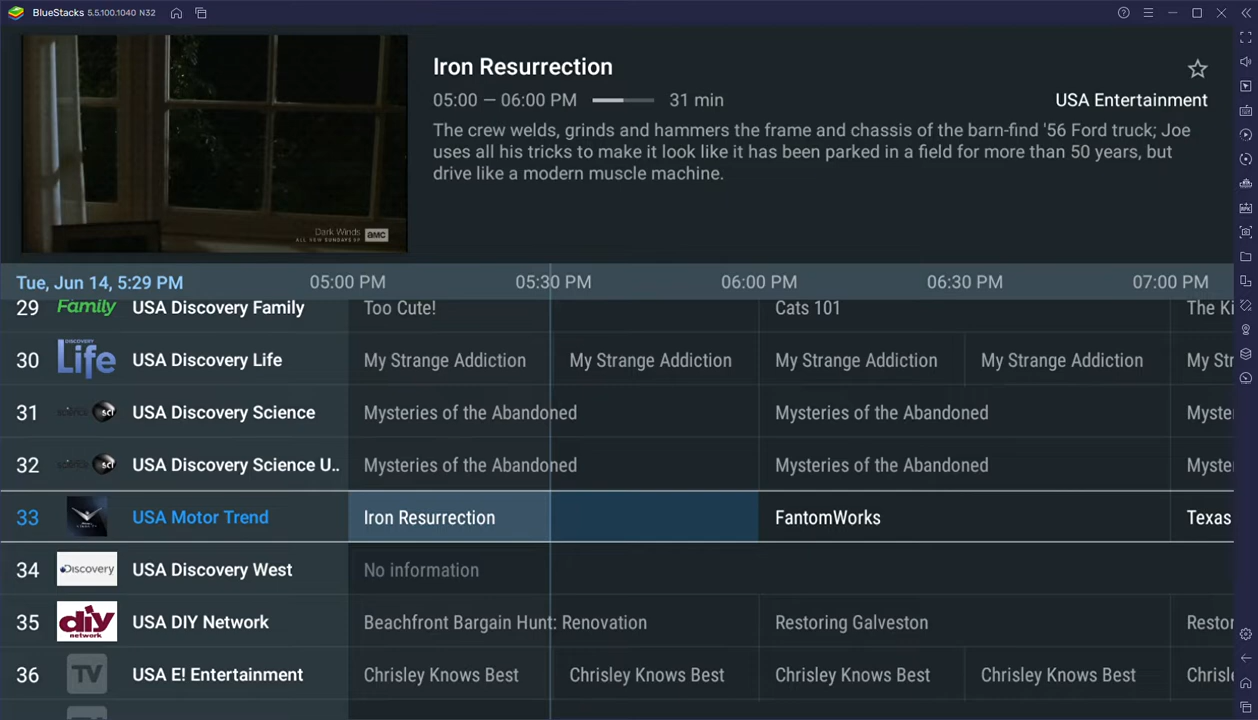 BlueStacks 5.5.100.1040 N32
Iron Resurrection
05:00 — 06:00 PM 31 min
USA Entertainment
The crew welds, grinds and hammers the frame and chassis of the barn-find '56 Ford truck; Joe
uses all his tricks to make it look like it has been parked in a field for more than 50 years, but
drive like a modern muscle machine.
Dark Winds
ALL NEW SUNDAYS 9P
amc
Tue, Jun 14, 5:29 PM 05:00 PM 05:30 PM 06:00 PM 06:30 PM 07:00 PM
29 Family USA Discovery Family Too Cute! Cats 101 The Ki
30 DISCOVERY Life USA Discovery Life My Strange Addiction My Strange Addiction My Strange Addiction My Strange Addiction My Str
31 SCIENCE sci USA Discovery Science Mysteries of the Abandoned Mysteries of the Abandoned Myste
32 SCIENCE sci USA Discovery Science U.. Mysteries of the Abandoned Mysteries of the Abandoned Myste
33 USA Motor Trend Iron Resurrection FantomWorks Texas
34 Discovery USA Discovery West No information
35 diy network USA DIY Network Beachfront Bargain Hunt: Renovation Restoring Galveston Restor
36 TV USA E! Entertainment Chrisley Knows Best Chrisley Knows Best Chrisley Knows Best Chrisley Knows Best Chrisl